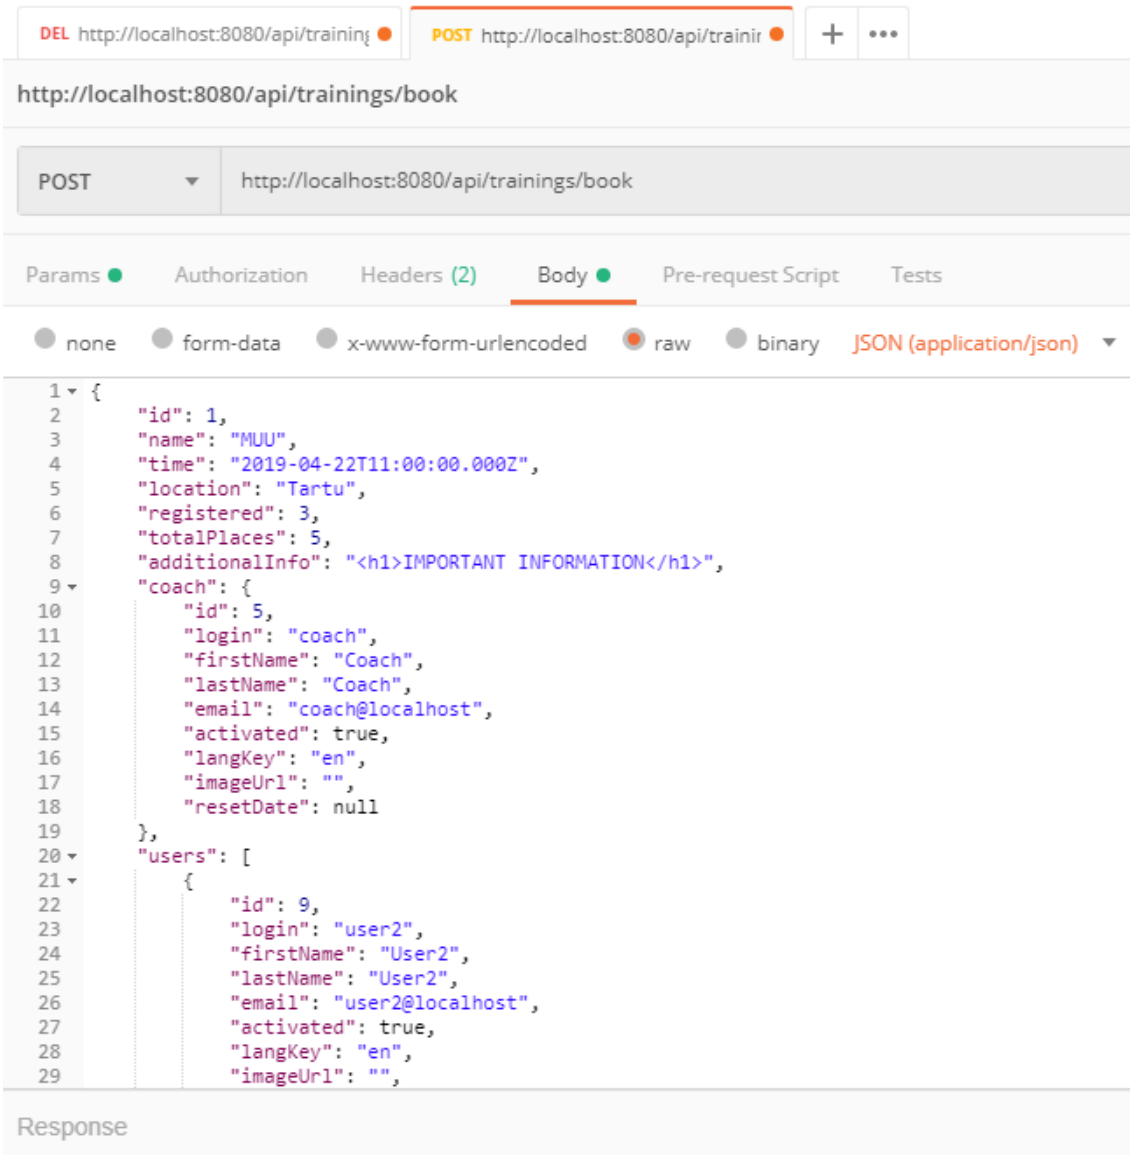 DEL http://localhost:8080/api/training POST http://localhost:8080/api/trainin + •••
http://localhost:8080/api/trainings/book
POST http://localhost:8080/api/trainings/book
Params Authorization Headers (2) Body Pre-request Script Tests
none form-data x-www-form-urlencoded raw binary JSON (application/json)
1 {
2 "id": 1,
3 "name": "MUU",
4 "time": "2019-04-22T11:00:00.000Z",
5 "location": "Tartu",
6 "registered": 3,
7 "totalPlaces": 5,
8 "additionalInfo": "<h1>IMPORTANT INFORMATION</h1>",
9 "coach": {
10 "id": 5,
11 "login": "coach",
12 "firstName": "Coach",
13 "lastName": "Coach",
14 "email": "coach@localhost",
15 "activated": true,
16 "langKey": "en",
17 "imageUrl": "",
18 "resetDate": null
19 },
20 "users": [
21 {
22 "id": 9,
23 "login": "user2",
24 "firstName": "User2",
25 "lastName": "User2",
26 "email": "user2@localhost",
27 "activated": true,
28 "langKey": "en",
29 "imageUrl": "",
Response